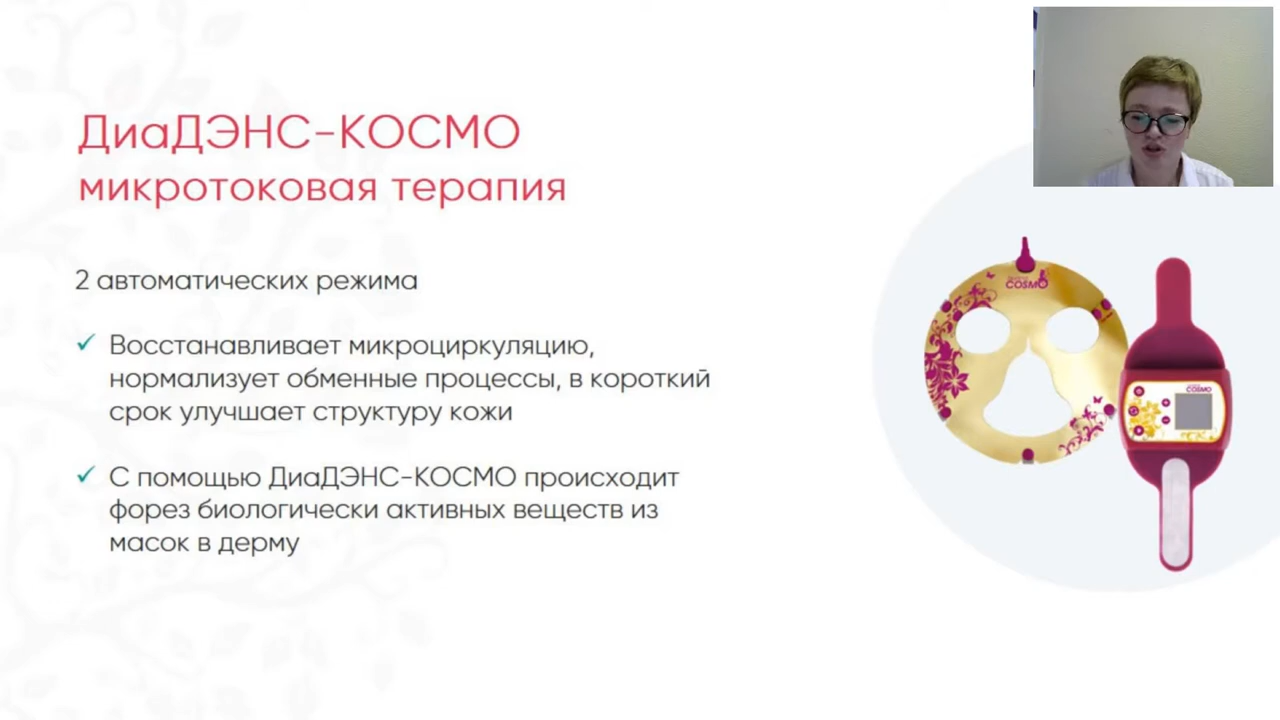 ДиаДЭНС-КОСМО
микротоковая терапия
2 автоматических режима
Восстанавливает микроциркуляцию,
нормализует обменные процессы, в короткий
срок улучшает структуру кожи
С помощью ДиаДЭНС-КОСМО происходит
форез биологически активных веществ из
масок в дерму
COSMO
COSMO